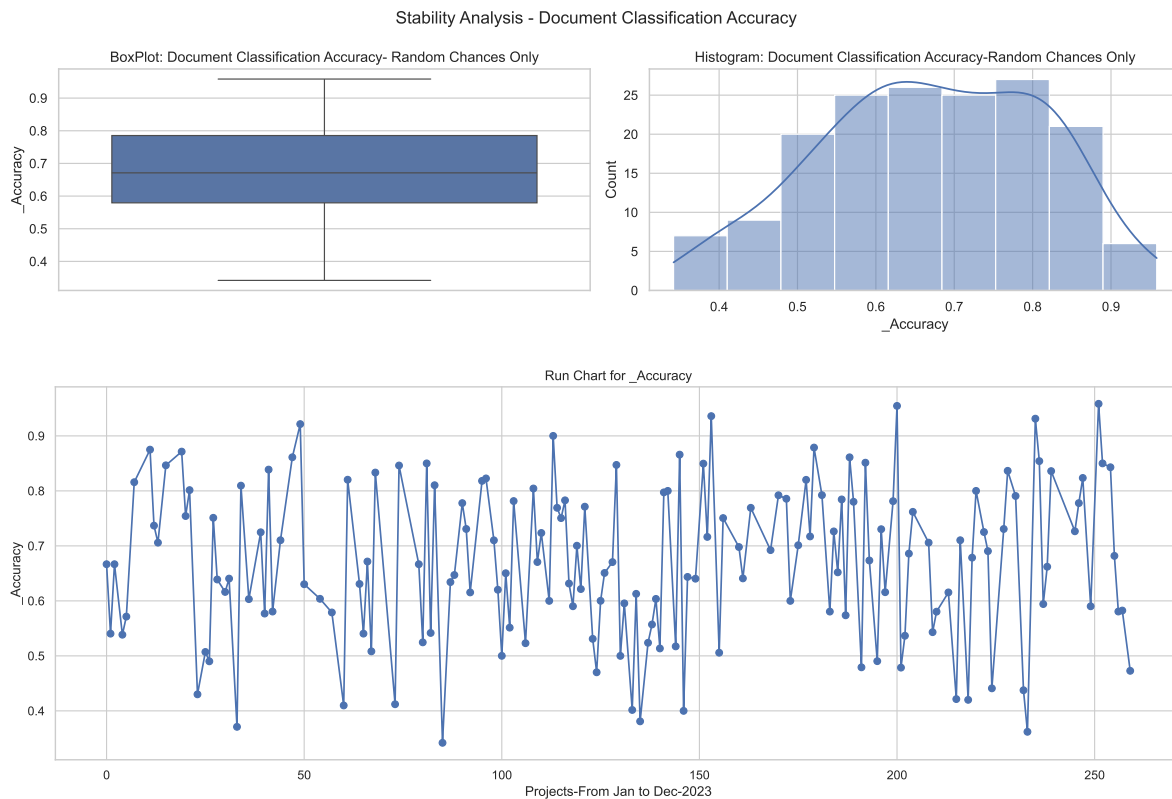 Stability Analysis - Document Classification Accuracy
BoxPlot: Document Classification Accuracy- Random Chances Only
_Accuracy
0.9
0.8
0.7
0.6
0.5
0.4
Histogram: Document Classification Accuracy-Random Chances Only
Count
25
20
15
10
5
0
0.4 0.5 0.6 0.7 0.8 0.9
_Accuracy
Run Chart for _Accuracy
_Accuracy
0.9
0.8
0.7
0.6
0.5
0.4
0 50 100 150 200 250
Projects-From Jan to Dec-2023